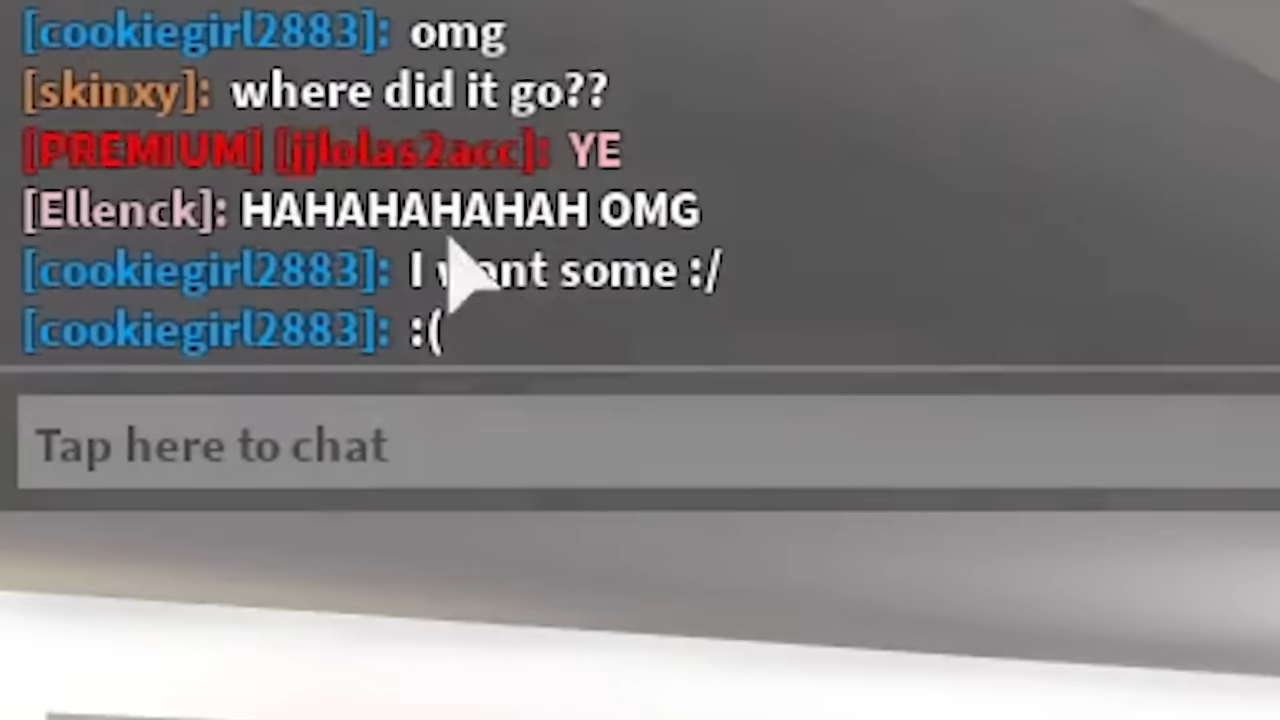 [cookiegirl2883]: omg
[skinxy]: where did it go??
[PREMIUM] [jjlolas2acc]: YE
[Ellenck]: HAHAHAHAHAH OMG
[cookiegirl2883]: I want some :/
[cookiegirl2883]: :(
Tap here to chat